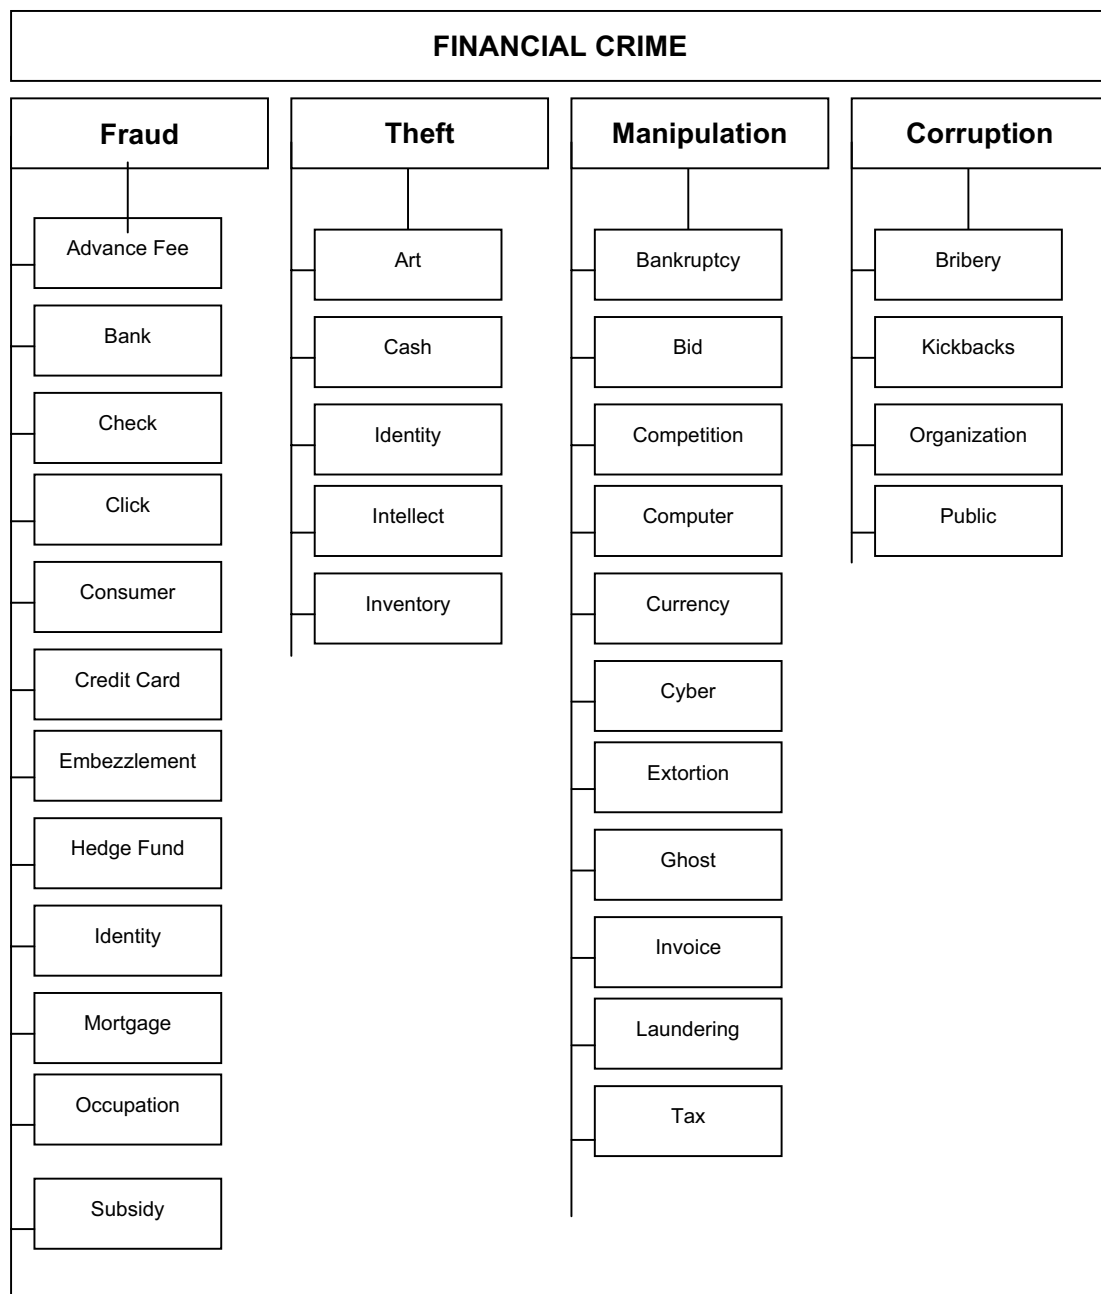 FINANCIAL CRIME
Fraud
Advance Fee
Bank
Check
Click
Consumer
Credit Card
Embezzlement
Hedge Fund
Identity
Mortgage
Occupation
Subsidy
Theft
Art
Cash
Identity
Intellect
Inventory
Manipulation
Bankruptcy
Bid
Competition
Computer
Currency
Cyber
Extortion
Ghost
Invoice
Laundering
Tax
Corruption
Bribery
Kickbacks
Organization
Public